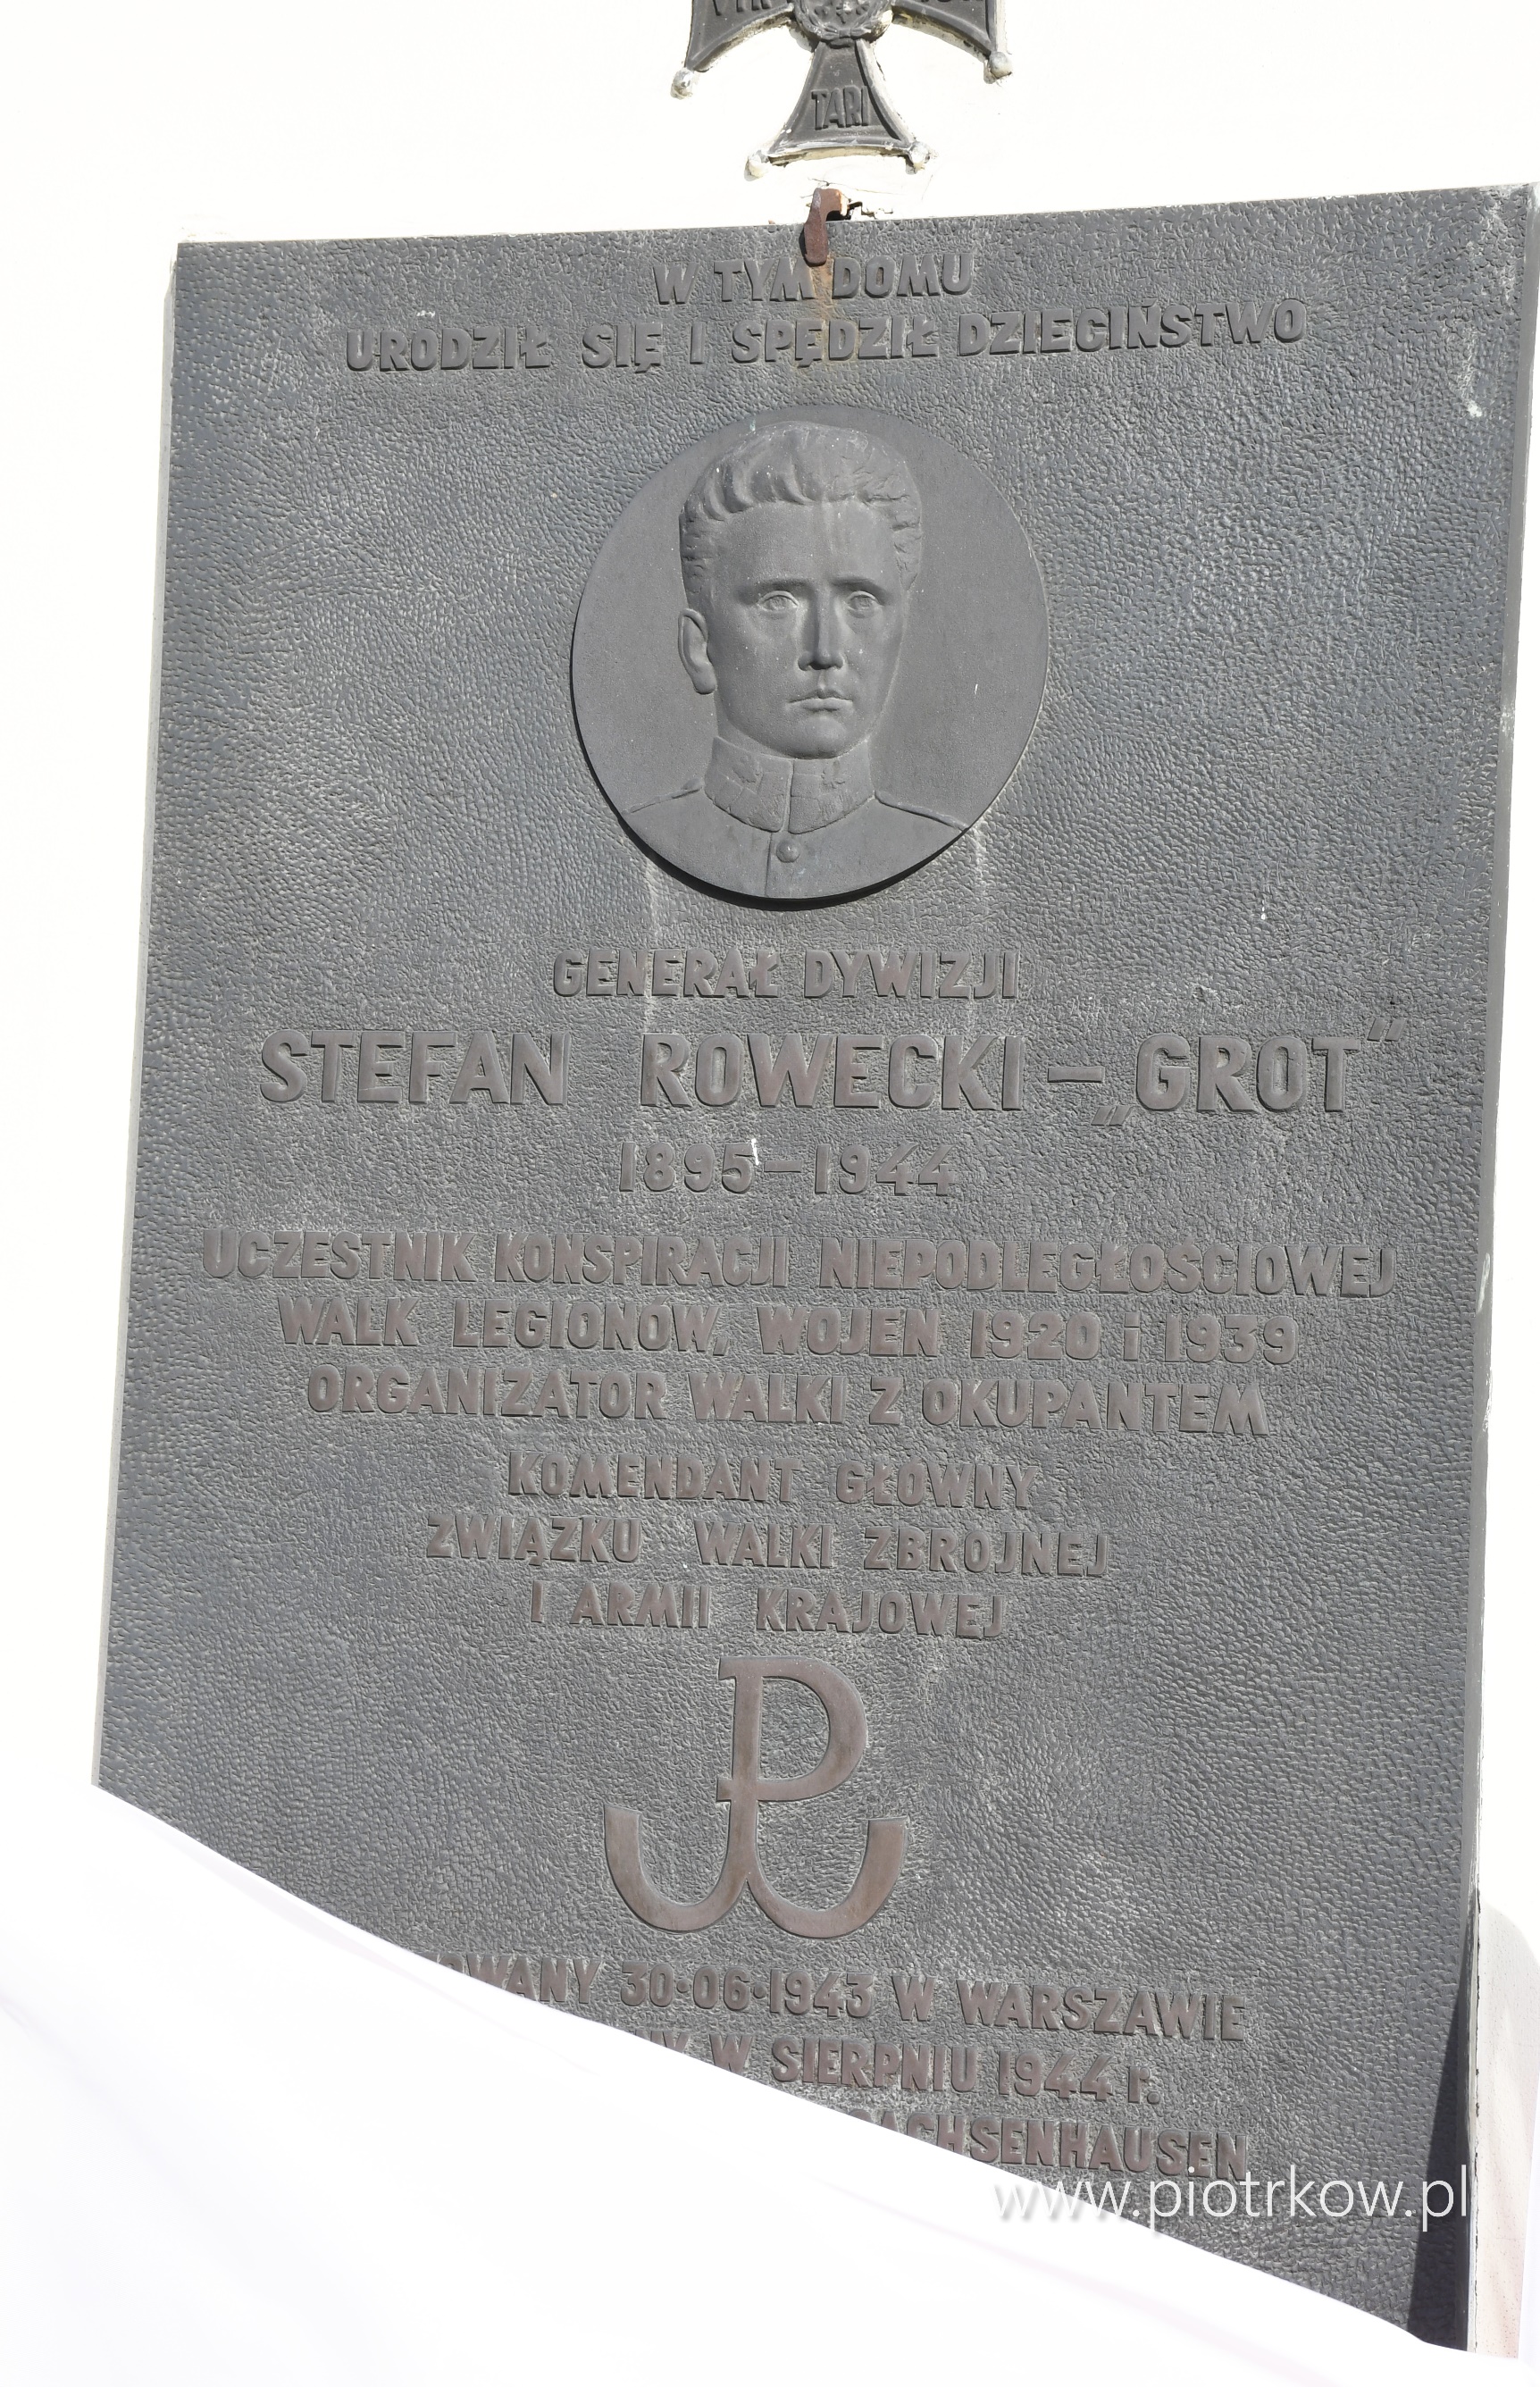 TARI
W TYM DOMU
URODZIŁ SIĘ I SPĘDZIŁ DZIECIŃSTWO
GENERAŁ DYWIZJI
STEFAN ROWECKI – „GROT”
1895 – 1944
UCZESTNIK KONSPIRACJI NIEPODLEGŁOŚCIOWEJ
WALK LEGIONÓW, WOJEN 1920 i 1939
ORGANIZATOR WALKI Z OKUPANTEM
KOMENDANT GŁÓWNY
ZWIĄZKU WALKI ZBROJNEJ
I ARMII KRAJOWEJ
30·06·1943 W WARSZAWIE
W SIERPNIU 1944 r.
SACHSENHAUSEN
www.piotrkow.pl